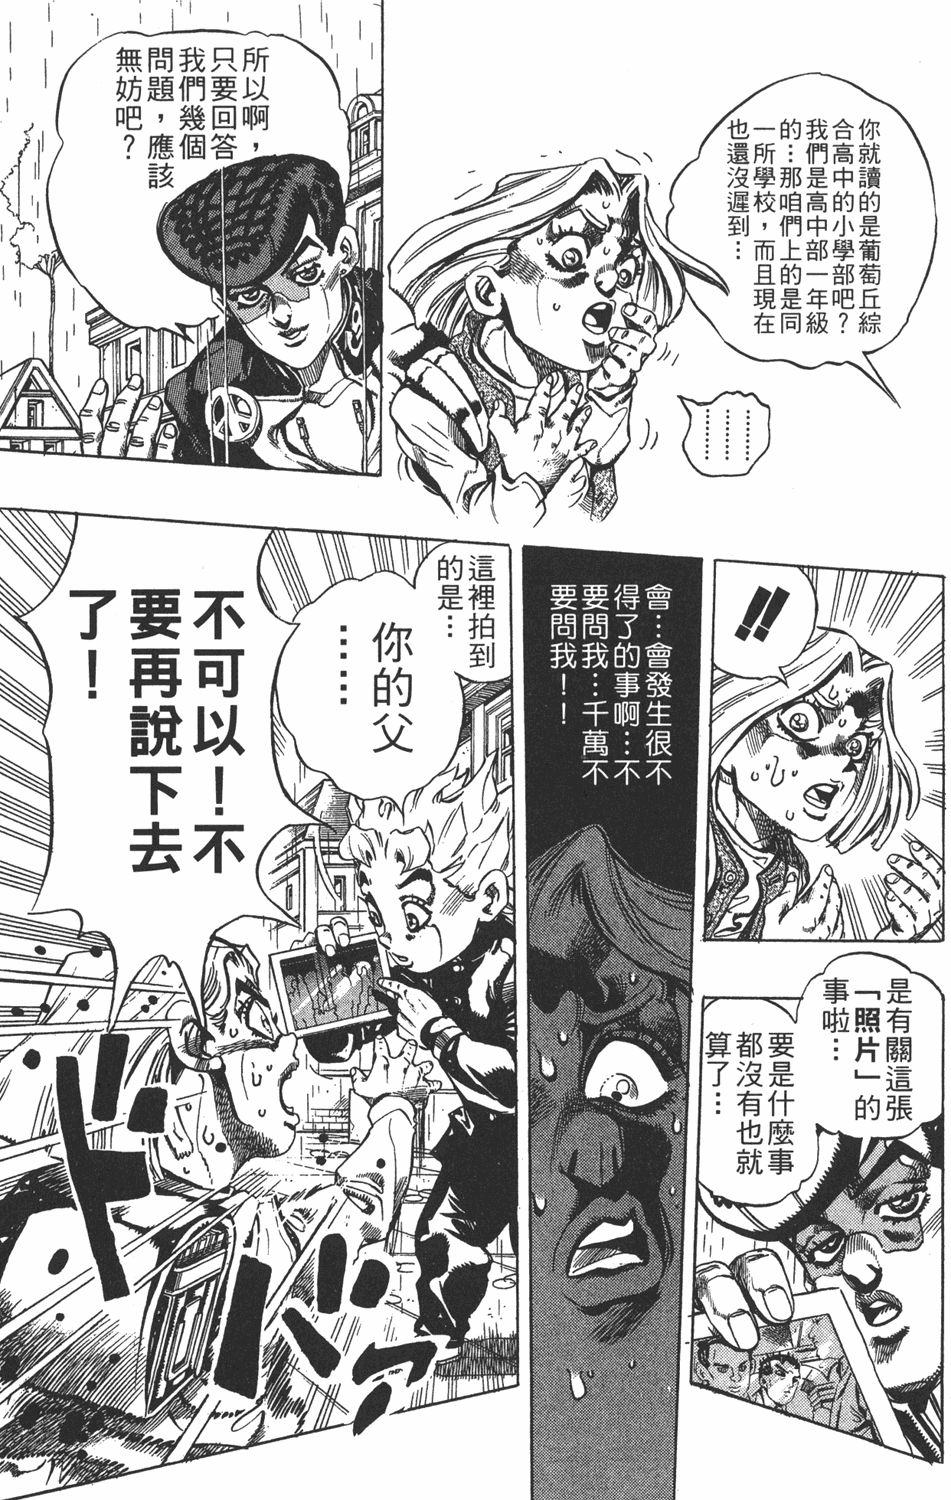 你就讀的是葡萄丘綜
合高中的小學部吧？
我們是高中部一年級
的…那咱們上的是同
一所學校，而且現在
也還沒遲到…
………
………
所以啊，
只要回答
我們幾個
問題，應該
無妨吧？
!!
是有關這張
「照片」的
事啦…
要是什麼事
都沒有也就
算了…
會…會發生很不
得了的事啊…不
要問我…千萬不
要問我！
這裡拍到
的是…
你的父
……
不可以！不
要再說下去
了！
ドドドァ